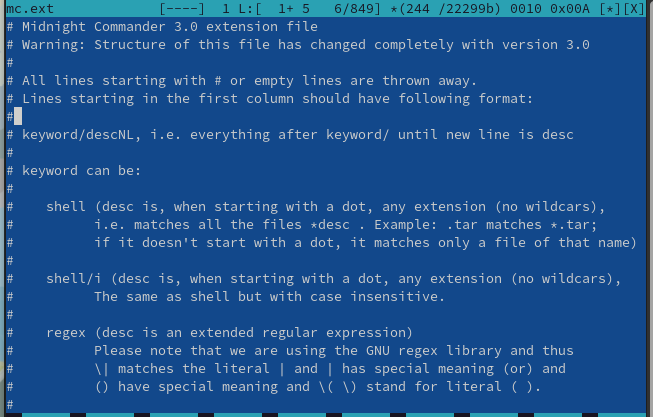 mc.ext [----] 1 L:[ 1+ 5 6/849] *(244 /22299b) 0010 0x00A [*][X]
# Midnight Commander 3.0 extension file
# Warning: Structure of this file has changed completely with version 3.0
#
# All lines starting with # or empty lines are thrown away.
# Lines starting in the first column should have following format:
#
# keyword/descNL, i.e. everything after keyword/ until new line is desc
#
# keyword can be:
#
#    shell (desc is, when starting with a dot, any extension (no wildcars),
#          i.e. matches all the files *desc . Example: .tar matches *.tar;
#          if it doesn't start with a dot, it matches only a file of that name)
#
#    shell/i (desc is, when starting with a dot, any extension (no wildcars),
#          The same as shell but with case insensitive.
#
#    regex (desc is an extended regular expression)
#          Please note that we are using the GNU regex library and thus
#          \| matches the literal | and | has special meaning (or) and
#          () have special meaning and \( \) stand for literal ( ).
#